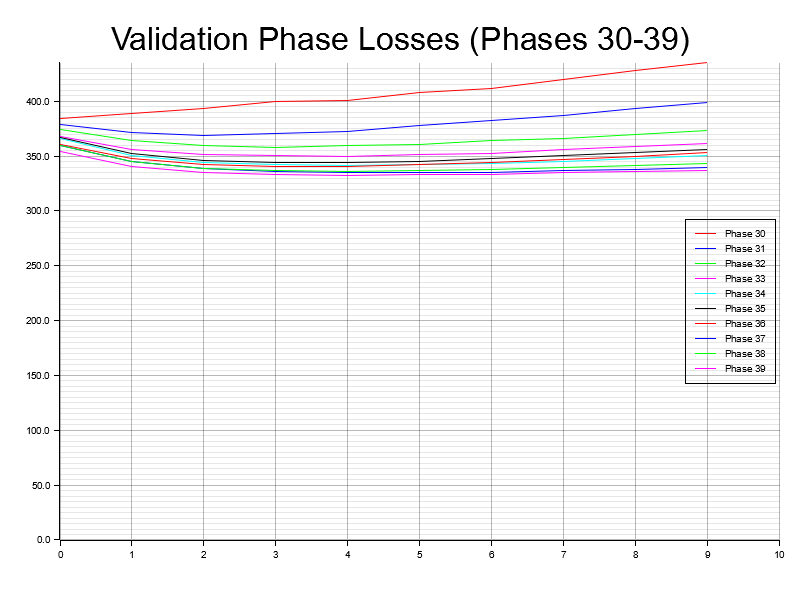 Validation Phase Losses (Phases 30-39)
400.0
350.0
300.0
250.0
200.0
150.0
100.0
50.0
0.0
0 1 2 3 4 5 6 7 8 9 10
Phase 30
Phase 31
Phase 32
Phase 33
Phase 34
Phase 35
Phase 36
Phase 37
Phase 38
Phase 39